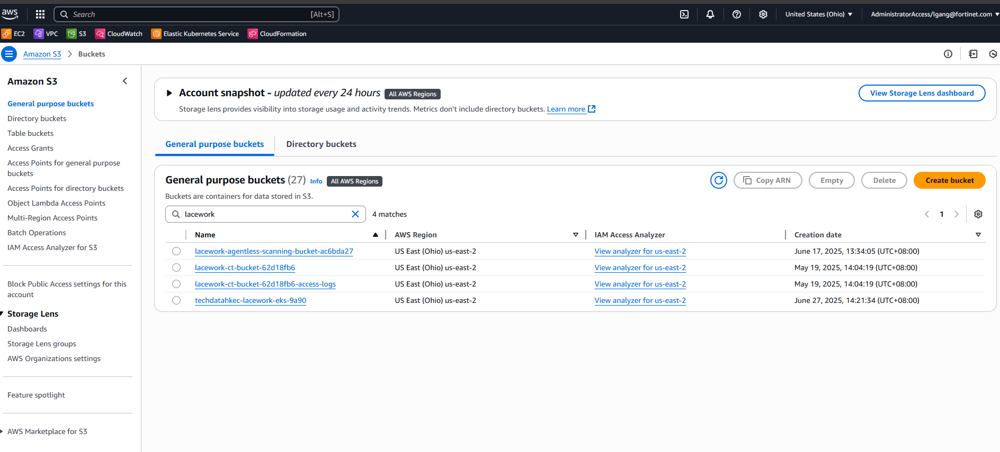 aws
Search [Alt+S]
United States (Ohio)
AdministratorAccess/lgang@fortinet.com
EC2 VPC S3 CloudWatch Elastic Kubernetes Service CloudFormation
Amazon S3 Buckets
Amazon S3
General purpose buckets
Directory buckets
Table buckets
Access Grants
Access Points for general purpose
buckets
Access Points for directory buckets
Object Lambda Access Points
Multi-Region Access Points
Batch Operations
IAM Access Analyzer for S3
Block Public Access settings for this
account
Storage Lens
Dashboards
Storage Lens groups
AWS Organizations settings
Feature spotlight
AWS Marketplace for S3
Account snapshot - updated every 24 hours All AWS Regions
View Storage Lens dashboard
Storage lens provides visibility into storage usage and activity trends. Metrics don't include directory buckets. Learn more
General purpose buckets Directory buckets
General purpose buckets (27) Info All AWS Regions
Copy ARN Empty Delete Create bucket
Buckets are containers for data stored in S3.
lacework 4 matches
1
Name AWS Region IAM Access Analyzer Creation date
lacework-agentless-scanning-bucket-ac6bda27 US East (Ohio) us-east-2 View analyzer for us-east-2 June 17, 2025, 13:34:05 (UTC+08:00)
lacework-ct-bucket-62d18fb6 US East (Ohio) us-east-2 View analyzer for us-east-2 May 19, 2025, 14:04:19 (UTC+08:00)
lacework-ct-bucket-62d18fb6-access-logs US East (Ohio) us-east-2 View analyzer for us-east-2 May 19, 2025, 14:04:19 (UTC+08:00)
techdatahkec-lacework-eks-9a90 US East (Ohio) us-east-2 View analyzer for us-east-2 June 27, 2025, 14:21:34 (UTC+08:00)